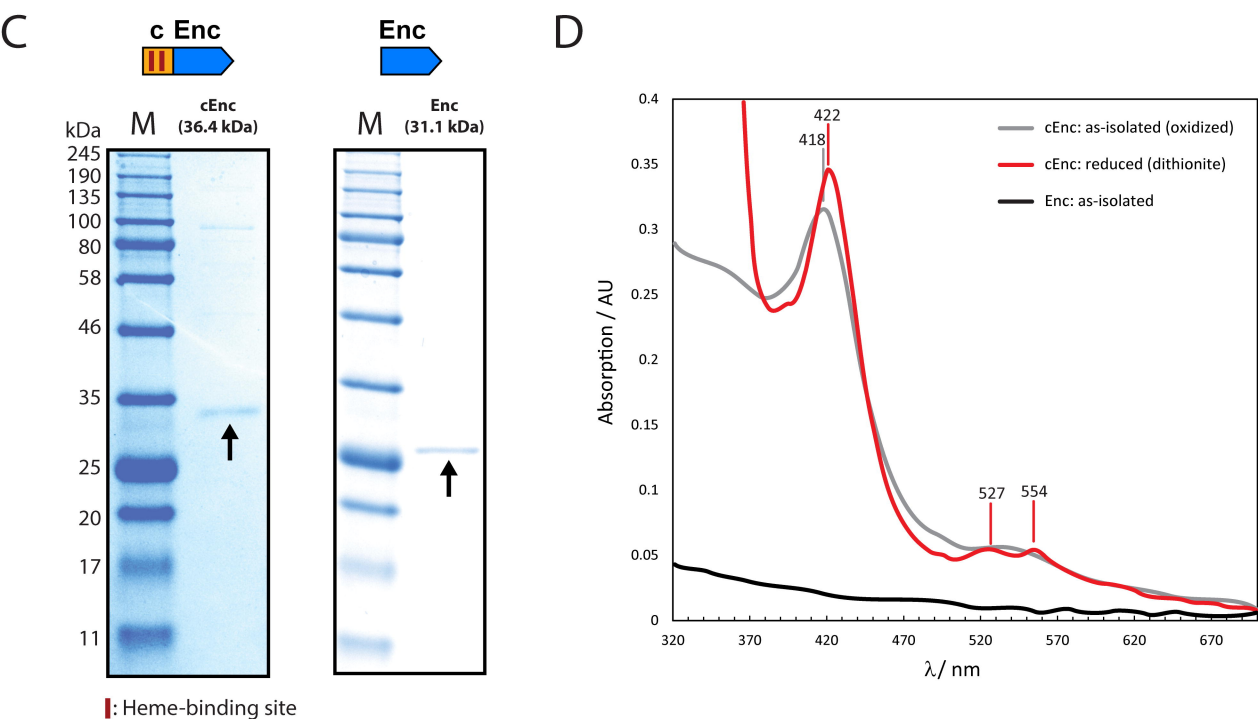 C
c Enc
Enc
kDa
M
cEnc
(36.4 kDa)
M
Enc
(31.1 kDa)
245
190
135
100
80
58
46
35
25
20
17
11
: Heme-binding site
D
0.4
0.35
0.3
0.25
0.2
0.15
0.1
0.05
0
Absorption / AU
422
418
527
554
cEnc: as-isolated (oxidized)
cEnc: reduced (dithionite)
Enc: as-isolated
320 370 420 470 520 570 620 670
λ/ nm